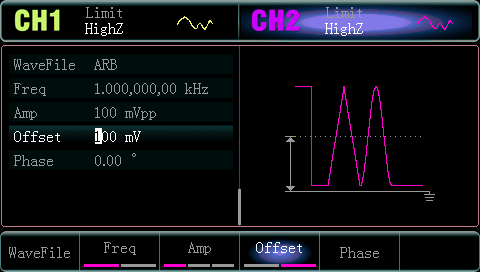 CH1 Limit HighZ
CH2 Limit HighZ
WaveFile ARB
Freq 1.000,000,00 kHz
Amp 100 mVpp
Offset 100 mV
Phase 0.00 °
WaveFile Freq Amp Offset Phase